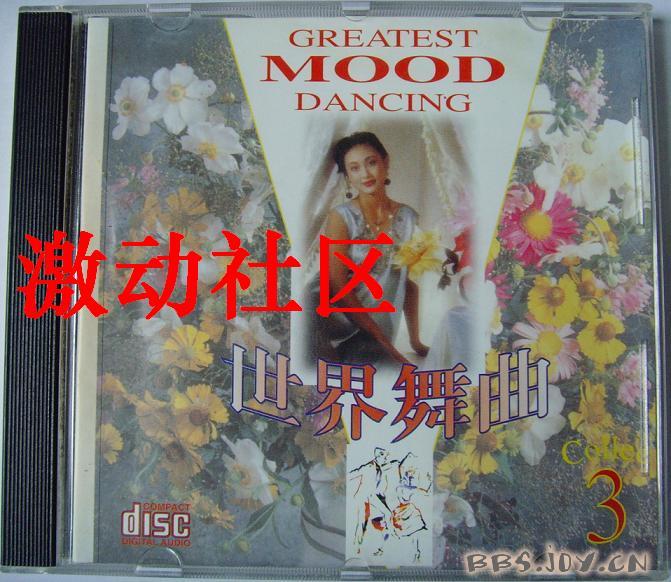 GREATEST
MOOD
DANCING
激动社区
世界舞曲
3
COMPACT
disc
DIGITAL AUDIO
BBS.JOY.CN